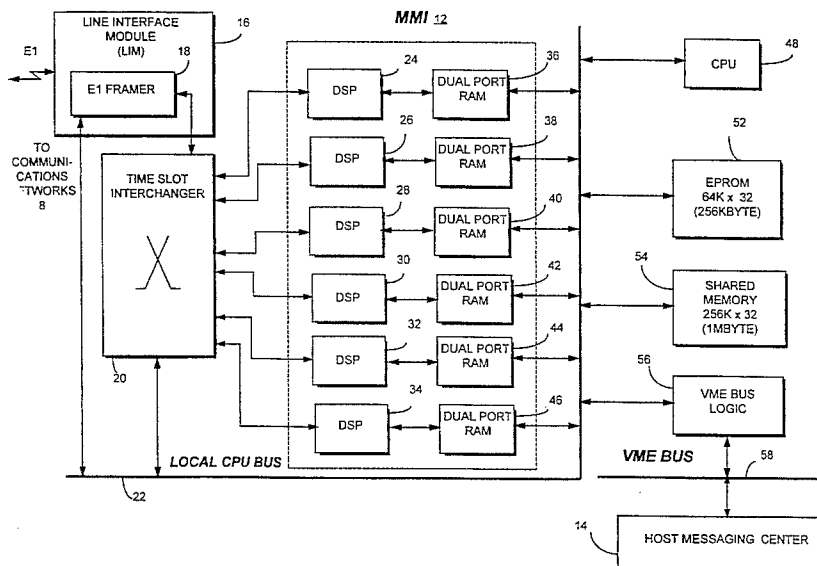 MMI 12
LINE INTERFACE
MODULE
(LIM)
16
E1
18
E1 FRAMER
TO
COMMUNI-
CATIONS
ETWORKS
8
TIME SLOT
INTERCHANGER
20
22
LOCAL CPU BUS
24
DSP
26
DSP
28
DSP
30
DSP
32
DSP
34
DSP
36
DUAL PORT
RAM
38
DUAL PORT
RAM
40
DUAL PORT
RAM
42
DUAL PORT
RAM
44
DUAL PORT
RAM
46
DUAL PORT
RAM
CPU
48
52
EPROM
64K x 32
(256KBYTE)
54
SHARED
MEMORY
256K x 32
(1MBYTE)
56
VME BUS
LOGIC
VME BUS
58
14
HOST MESSAGING CENTER